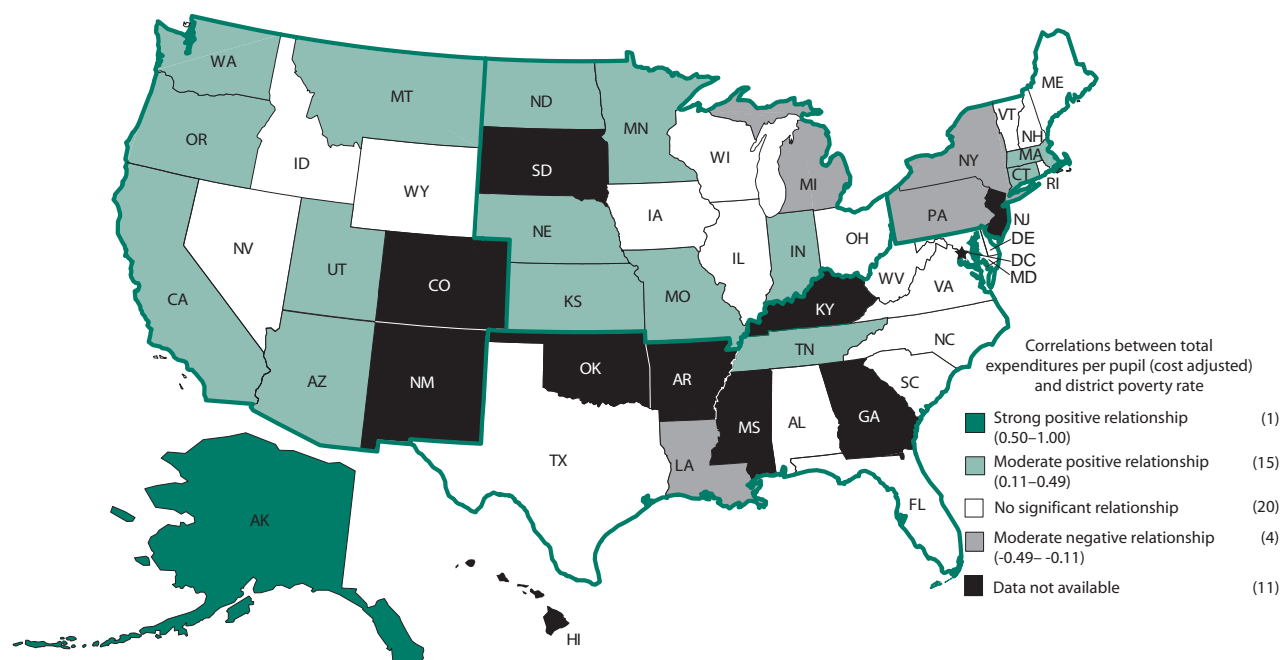 WA
MT
ND
MN
OR
ID
SD
WI
WY
MI
NY
VT
ME
NH
MA
CT
RI
IA
PA
NE
NV
UT
IL
IN
OH
NJ
DE
DC
MD
CO
CA
KS
MO
WV
VA
KY
NC
TN
AZ
NM
OK
AR
SC
MS
AL
GA
TX
LA
FL
AK
HI
Correlations between total
expenditures per pupil (cost adjusted)
and district poverty rate
Strong positive relationship (1)
(0.50–1.00)
Moderate positive relationship (15)
(0.11–0.49)
No significant relationship (20)
Moderate negative relationship (4)
(-0.49– -0.11)
Data not available (11)